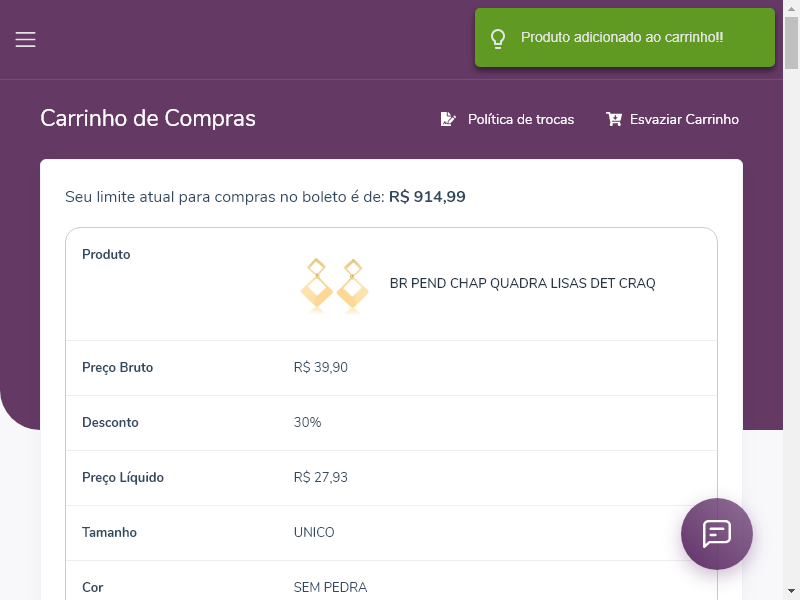 Produto adicionado ao carrinho!!
Carrinho de Compras
Política de trocas
Esvaziar Carrinho
Seu limite atual para compras no boleto é de: R$ 914,99
Produto
BR PEND CHAP QUADRA LISAS DET CRAQ
Preço Bruto
R$ 39,90
Desconto
30%
Preço Líquido
R$ 27,93
Tamanho
UNICO
Cor
SEM PEDRA